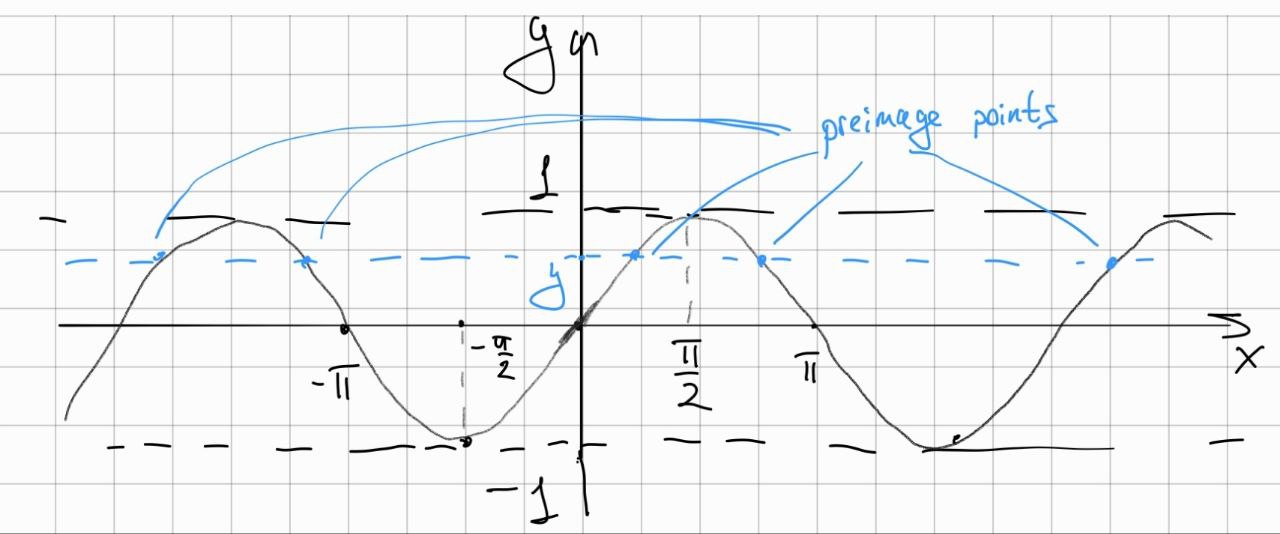 y
preimage points
1
y
-π/2
-π
π/2
π
x
-1